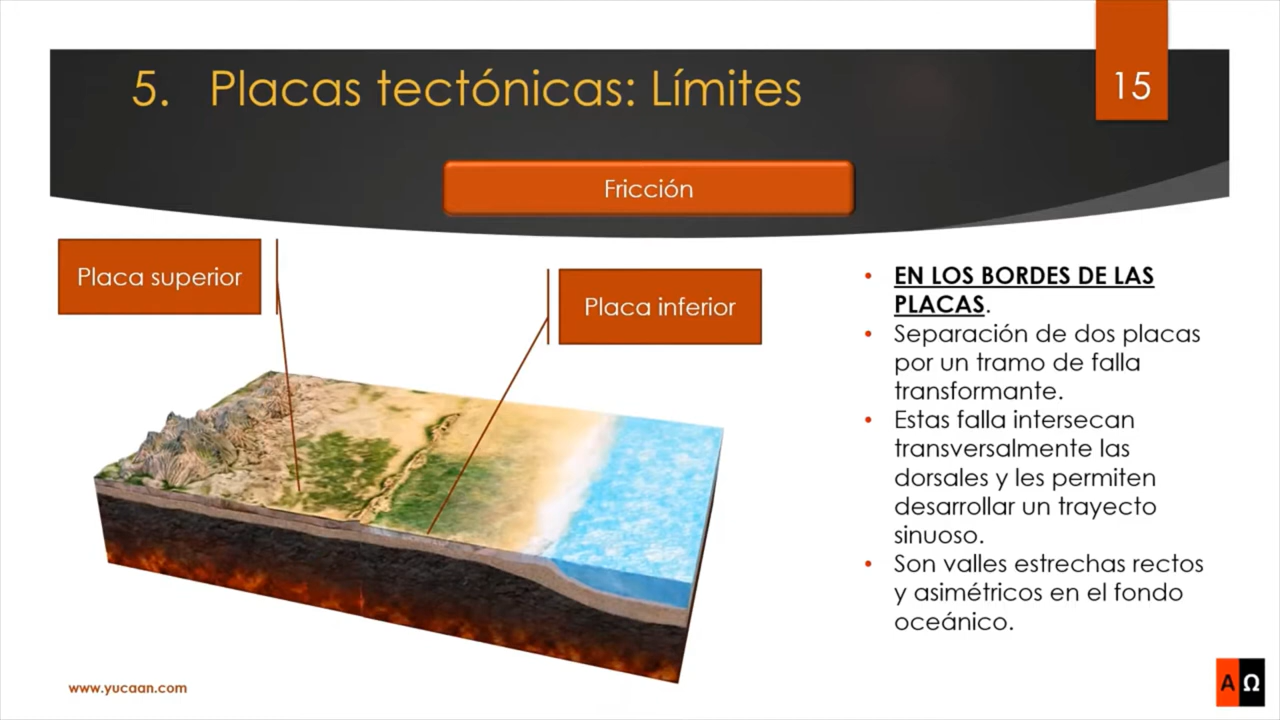 5. Placas tectónicas: Límites
15
Fricción
Placa superior
Placa inferior
• EN LOS BORDES DE LAS
PLACAS.
• Separación de dos placas
por un tramo de falla
transformante.
• Estas falla intersecan
transversalmente las
dorsales y les permiten
desarrollar un trayecto
sinuoso.
• Son valles estrechas rectos
y asimétricos en el fondo
oceánico.
www.yucaan.com
A Ω